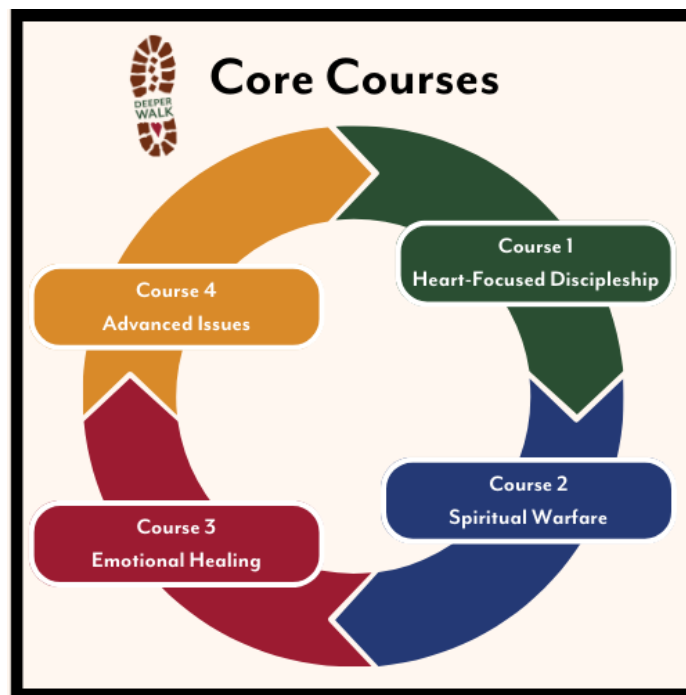 DEEPER
WALK
Core Courses
Course 1
Heart-Focused Discipleship
Course 2
Spiritual Warfare
Course 3
Emotional Healing
Course 4
Advanced Issues